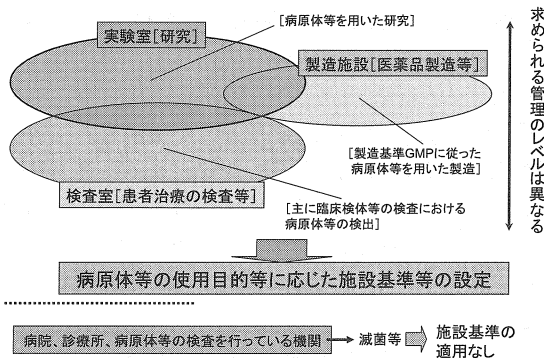 実験室[研究]
[病原体等を用いた研究]
製造施設[医薬品製造等]
[製造基準GMPに従った
病原体等を用いた製造]
検査室[患者治療の検査等]
[主に臨床検体等の検査における
病原体等の検出]
求められる管理のレベルは異なる
病原体等の使用目的等に応じた施設基準等の設定
病院、診療所、病原体等の検査を行っている機関
滅菌等
施設基準の
適用なし